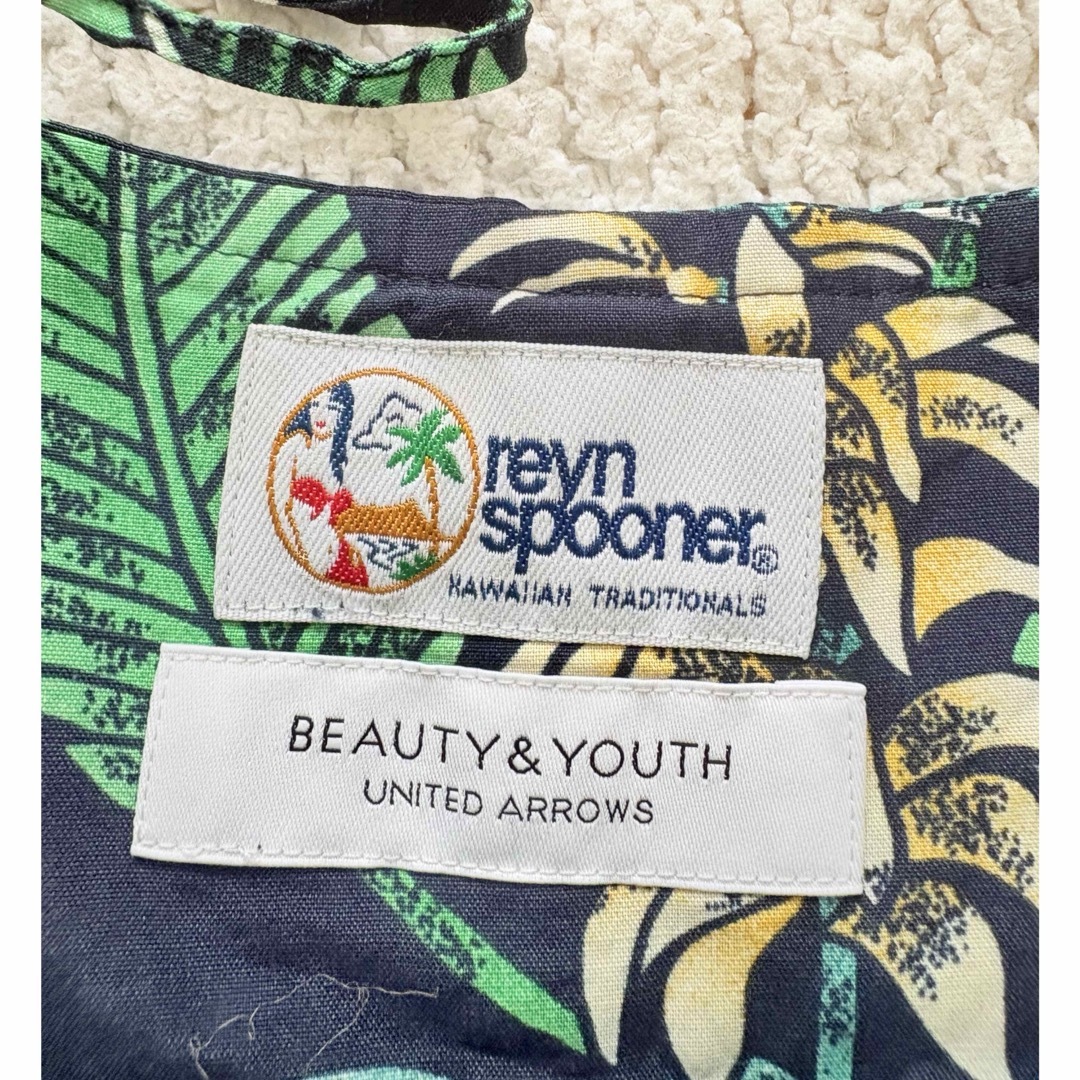 reyn
spooner®
HAWAIIAN TRADITIONALS
BEAUTY&YOUTH
UNITED ARROWS